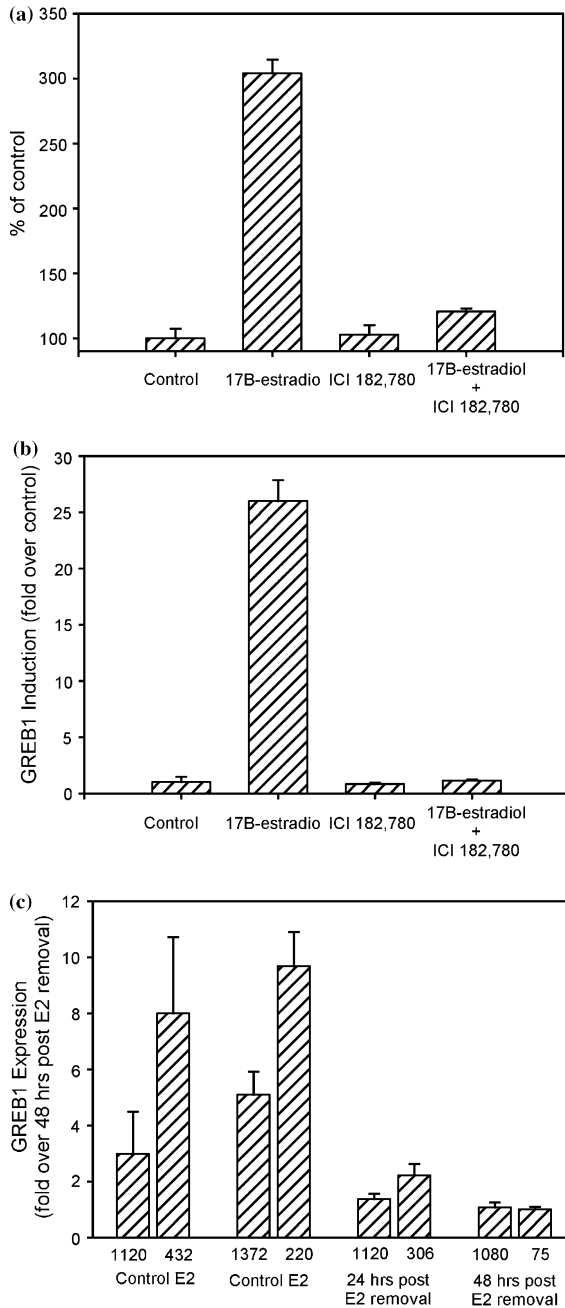 (a)
350
300
250
200
150
100
% of control
Control
17B-estradio
ICI 182,780
17B-estradiol
+
ICI 182,780
(b)
30
25
20
15
10
5
0
GREB1 Induction (fold over control)
Control
17B-estradio
ICI 182,780
17B-estradiol
+
ICI 182,780
(c)
12
10
8
6
4
2
0
GREB1 Expression
(fold over 48 hrs post E2 removal)
1120 432 1372 220 1120 306 1080 75
Control E2
Control E2
24 hrs post
E2 removal
48 hrs post
E2 removal